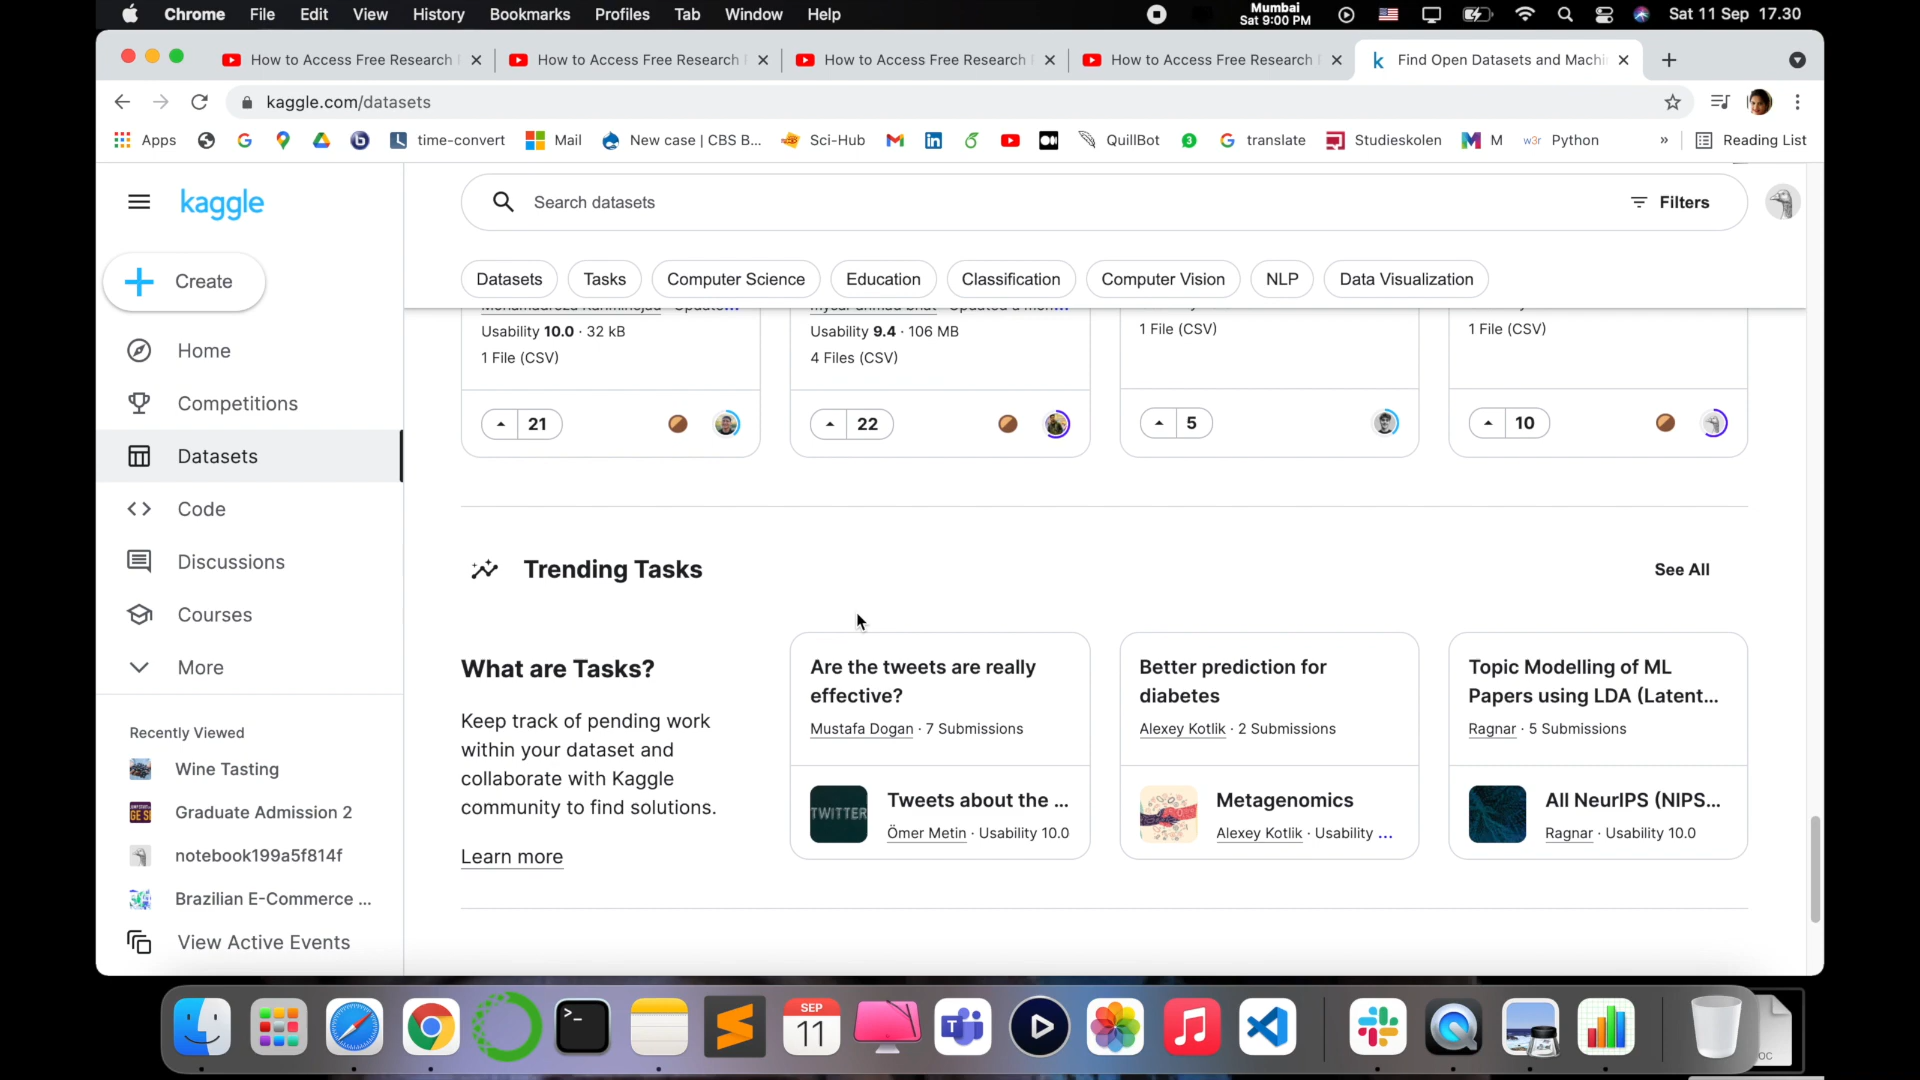 Chrome File Edit View History Bookmarks Profiles Tab Window Help Mumbai Sat 9:00 PM Sat 11 Sep 17.30
How to Access Free Research How to Access Free Research How to Access Free Research How to Access Free Research Find Open Datasets and Machi
kaggle.com/datasets
Apps time-convert Mail New case | CBS B... Sci-Hub QuillBot translate Studieskolen M w3r Python » Reading List
kaggle
Search datasets
Filters
Create
Datasets Tasks Computer Science Education Classification Computer Vision NLP Data Visualization
Home
Competitions
Datasets
Code
Discussions
Courses
More
Recently Viewed
Wine Tasting
Graduate Admission 2
notebook199a5f814f
Brazilian E-Commerce ...
View Active Events
Usability 10.0 · 32 kB
1 File (CSV)
21
Usability 9.4 · 106 MB
4 Files (CSV)
22
1 File (CSV)
5
1 File (CSV)
10
Trending Tasks
See All
What are Tasks?
Keep track of pending work
within your dataset and
collaborate with Kaggle
community to find solutions.
Learn more
Are the tweets are really
effective?
Mustafa Dogan · 7 Submissions
TWITTER
Tweets about the ...
Ömer Metin · Usability 10.0
Better prediction for
diabetes
Alexey Kotlik · 2 Submissions
Metagenomics
Alexey Kotlik · Usability ...
Topic Modelling of ML
Papers using LDA (Latent...
Ragnar · 5 Submissions
All NeurIPS (NIPS...
Ragnar · Usability 10.0
SEP
11